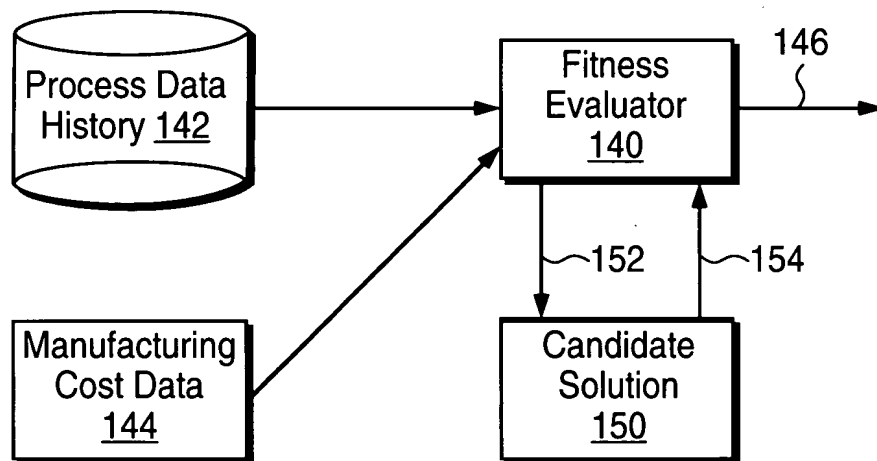 Process Data
History 142
Fitness
Evaluator
140
146
152
154
Manufacturing
Cost Data
144
Candidate
Solution
150